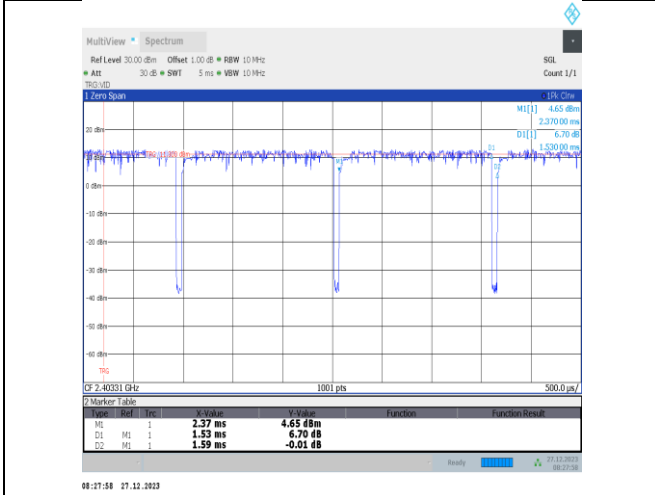 MultiView Spectrum
Ref Level 30.00 dBm Offset 1.00 dB RBW 10 MHz SGL
Att 30 dB SWT 5 ms VBW 10 MHz Count 1/1
TRG:VID
1 Zero Span 1Pk Clrw
M1[1] 4.65 dBm
2.370 00 ms
D1[1] 6.70 dB
1.530 00 ms
20 dBm
D1
M1
D2
0 dBm
-10 dBm
-20 dBm
-30 dBm
-40 dBm
-50 dBm
-60 dBm
TRG
CF 2.40331 GHz 1001 pts 500.0 µs/
2 Marker Table
Type Ref Trc X-Value Y-Value Function Function Result
M1 1 2.37 ms 4.65 dBm
D1 M1 1 1.53 ms 6.70 dB
D2 M1 1 1.59 ms -0.01 dB
Ready 27.12.2023
08:27:58
08:27:58 27.12.2023